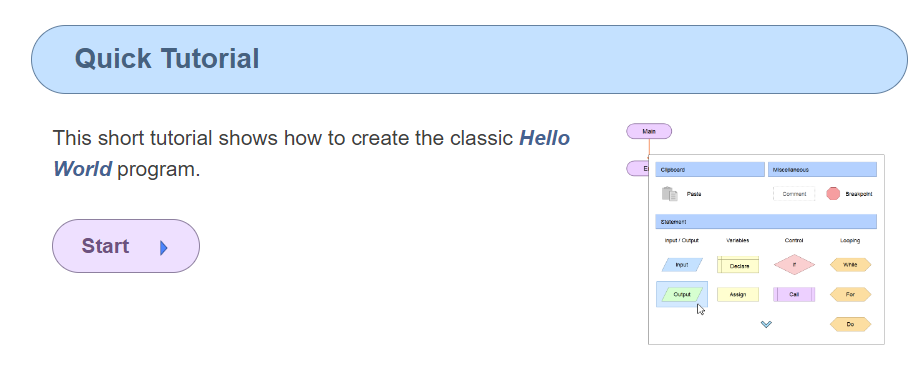 Quick Tutorial
This short tutorial shows how to create the classic Hello
World program.
Start
Main
E
Clipboard
Miscellaneous
Paste
Comment
Breakpoint
Statement
Input / Output
Variables
Control
Looping
Input
Declare
If
While
Output
Assign
Call
For
Do